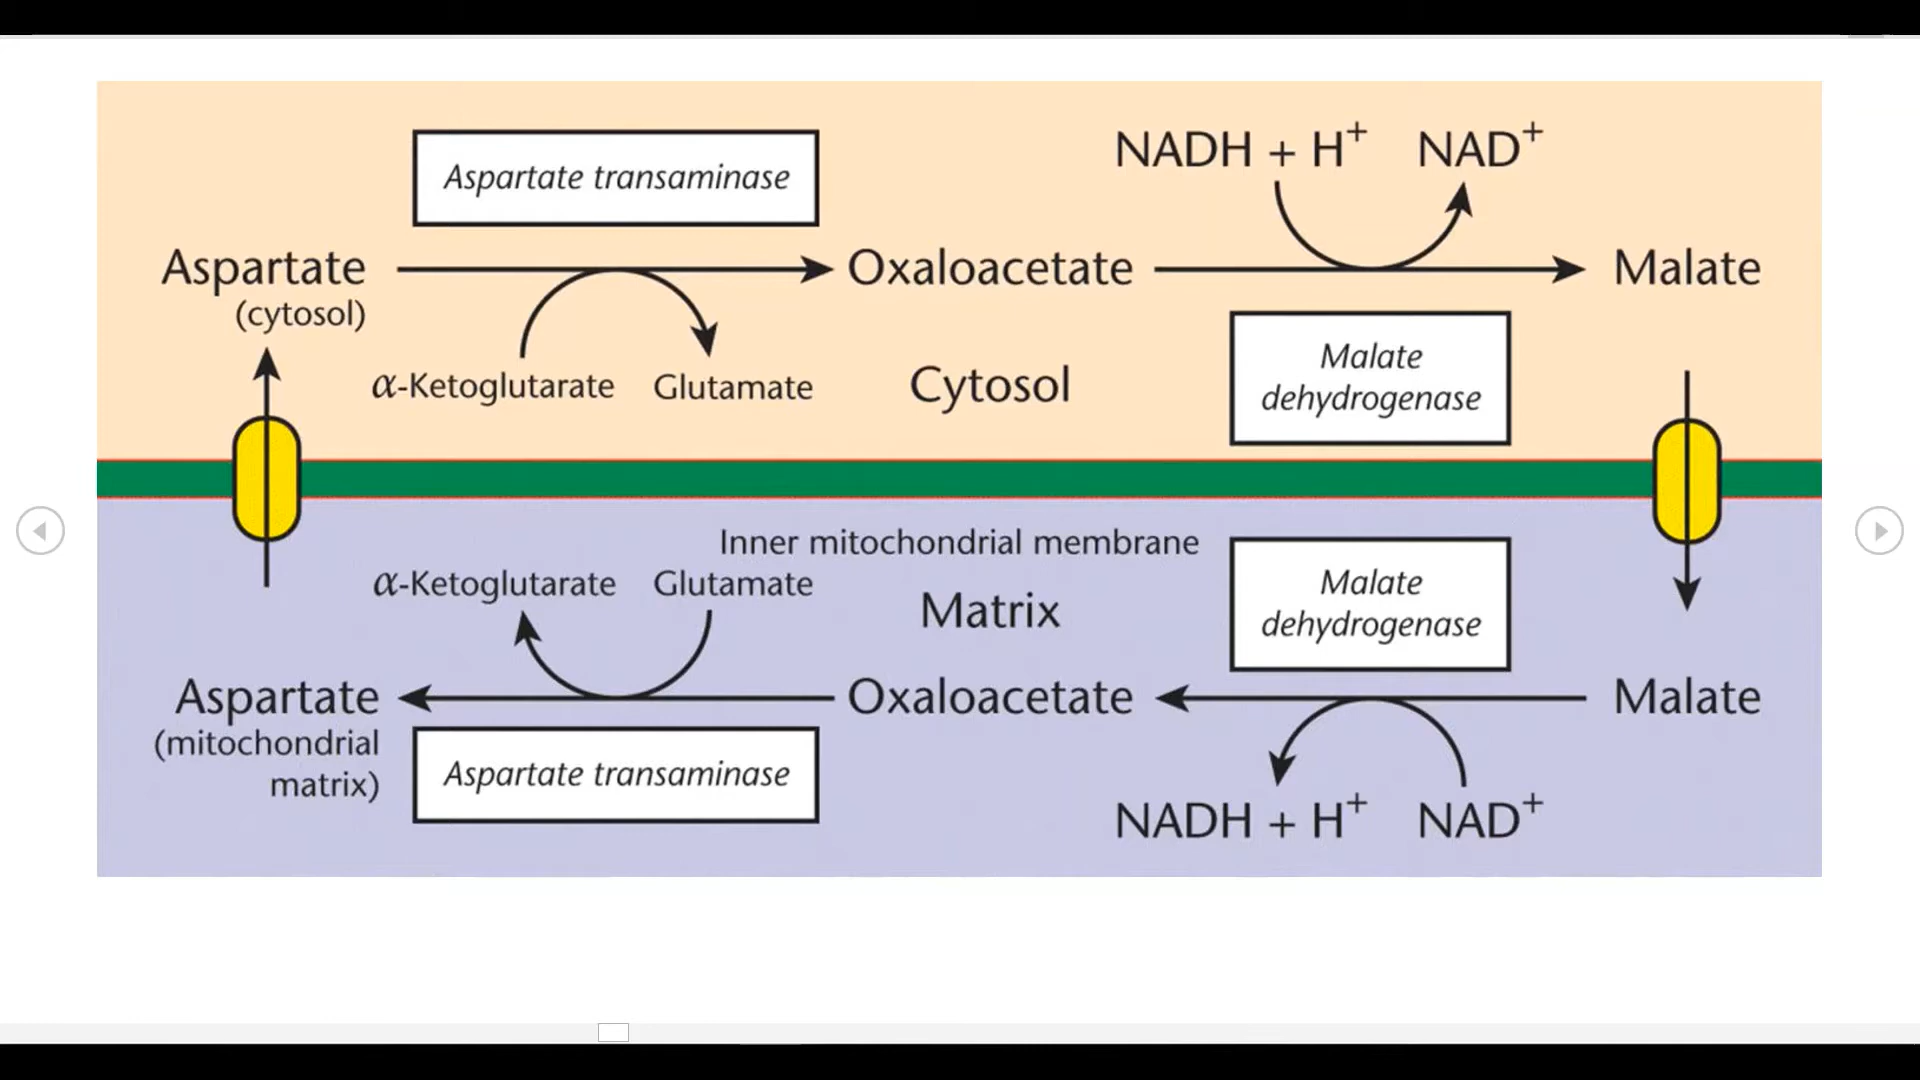 Aspartate transaminase
NADH + H⁺ NAD⁺
Aspartate
(cytosol)
Oxaloacetate
Malate
α-Ketoglutarate Glutamate
Cytosol
Malate
dehydrogenase
Inner mitochondrial membrane
α-Ketoglutarate Glutamate
Matrix
Malate
dehydrogenase
Aspartate
(mitochondrial
matrix)
Oxaloacetate
Malate
Aspartate transaminase
NADH + H⁺ NAD⁺